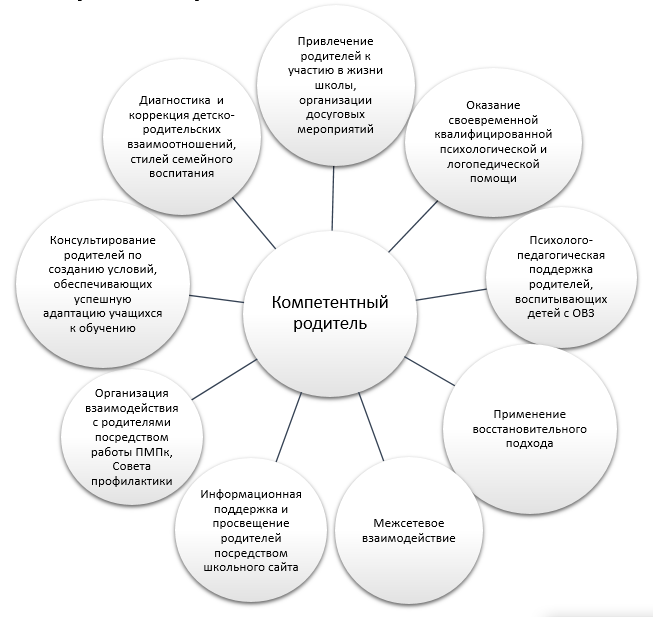 Привлечение
родителей к
участию в жизни
школы,
организации
досуговых
мероприятий
Оказание
своевременной
квалифицированной
психологической и
логопедической
помощи
Психолого-
педагогическая
поддержка
родителей,
воспитывающих
детей с ОВЗ
Применение
восстановительного
подхода
Межсетевое
взаимодействие
Информационная
поддержка и
просвещение
родителей
посредством
школьного сайта
Организация
взаимодействия
с родителями
посредством
работы ПМПк,
Совета
профилактики
Консультирование
родителей по
созданию условий,
обеспечивающих
успешную
адаптацию учащихся
к обучению
Диагностика и
коррекция детско-
родительских
взаимоотношений,
стилей семейного
воспитания
Компетентный
родитель